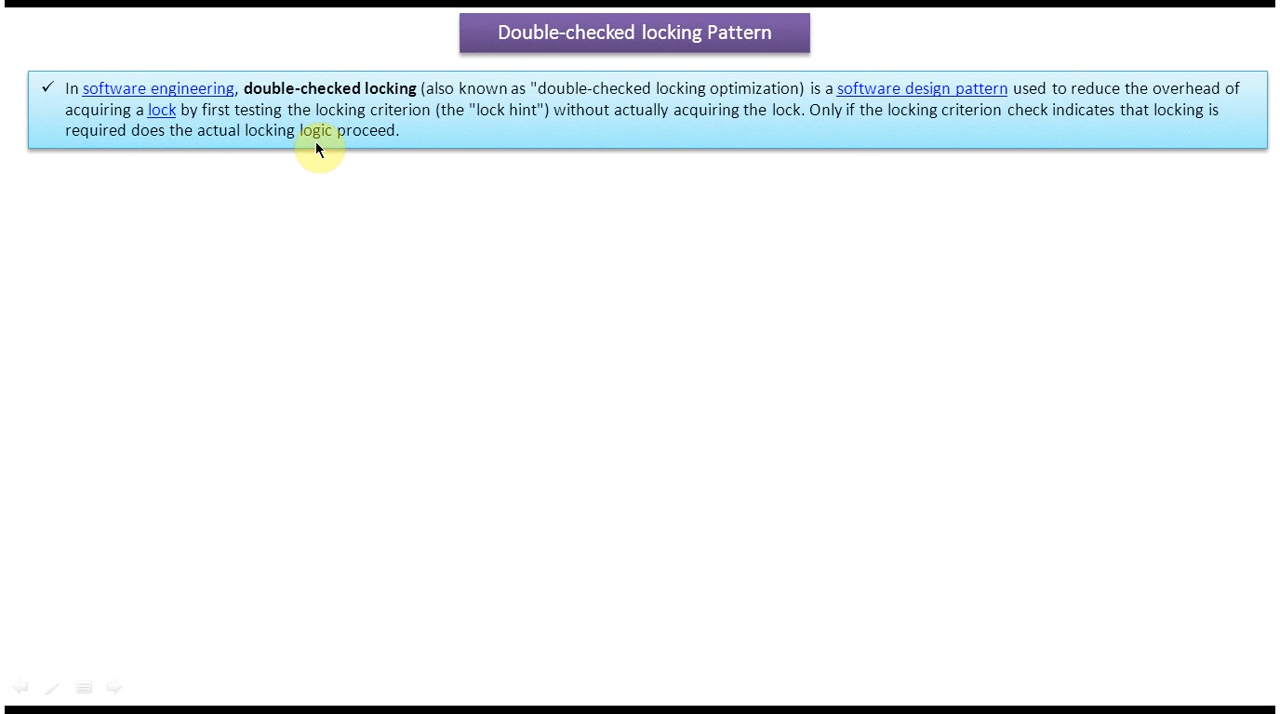 Double-checked locking Pattern
✓ In software engineering, double-checked locking (also known as "double-checked locking optimization) is a software design pattern used to reduce the overhead of
acquiring a lock by first testing the locking criterion (the "lock hint") without actually acquiring the lock. Only if the locking criterion check indicates that locking is
required does the actual locking logic proceed.